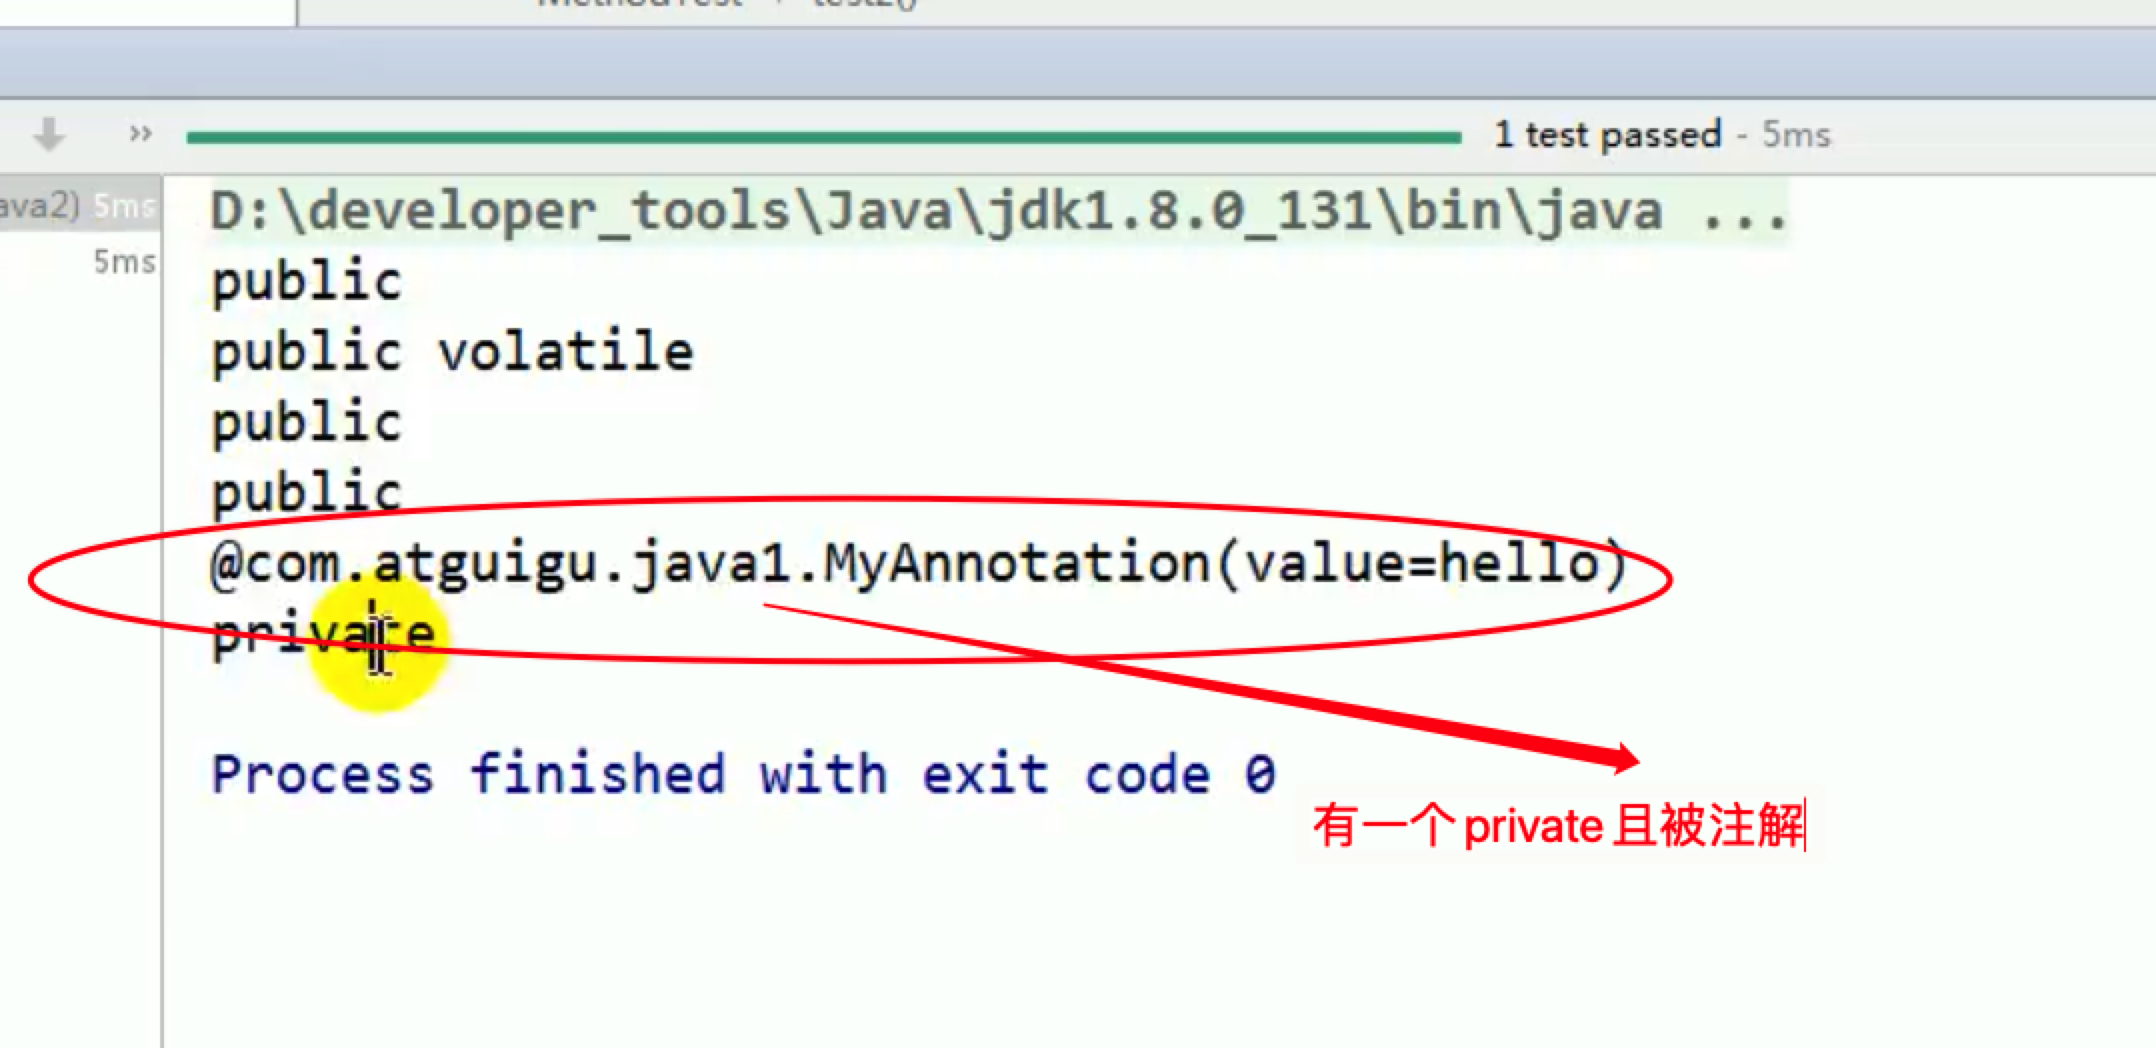 MethodTest test2()
»
1 test passed - 5ms
ava2) 5ms
5ms
D:\developer_tools\Java\jdk1.8.0_131\bin\java ...
public
public volatile
public
public
@com.atguigu.java1.MyAnnotation(value=hello)
private
Process finished with exit code 0
有一个private且被注解